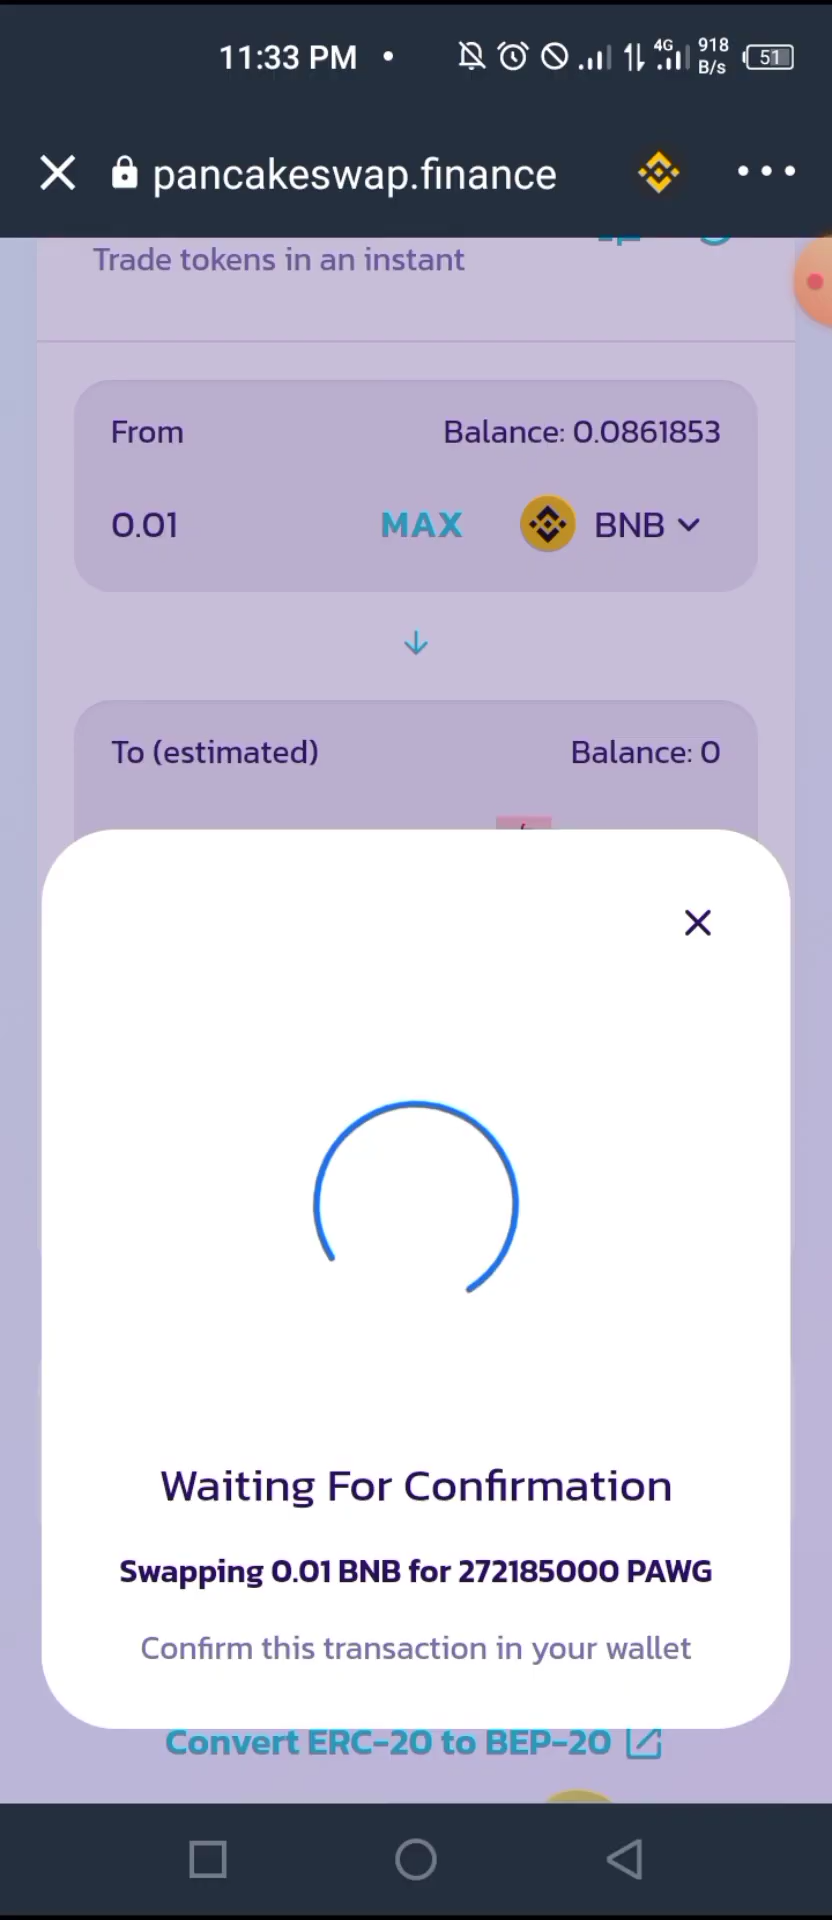 11:33 PM • 4G 918 B/s 51
pancakeswap.finance
Trade tokens in an instant
From Balance: 0.0861853
0.01 MAX BNB
To (estimated) Balance: 0
Waiting For Confirmation
Swapping 0.01 BNB for 272185000 PAWG
Confirm this transaction in your wallet
Convert ERC-20 to BEP-20